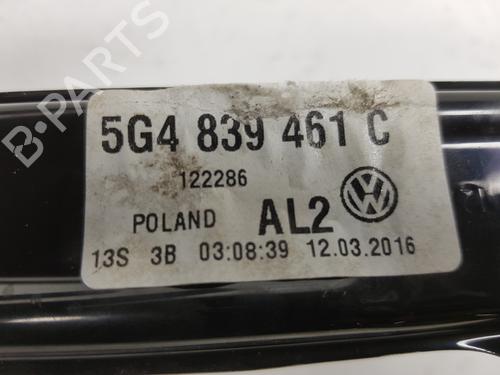 B-PARTS
5G4 839 461 C
122286
POLAND AL2
13S 3B 03:08:39 12.03.2016